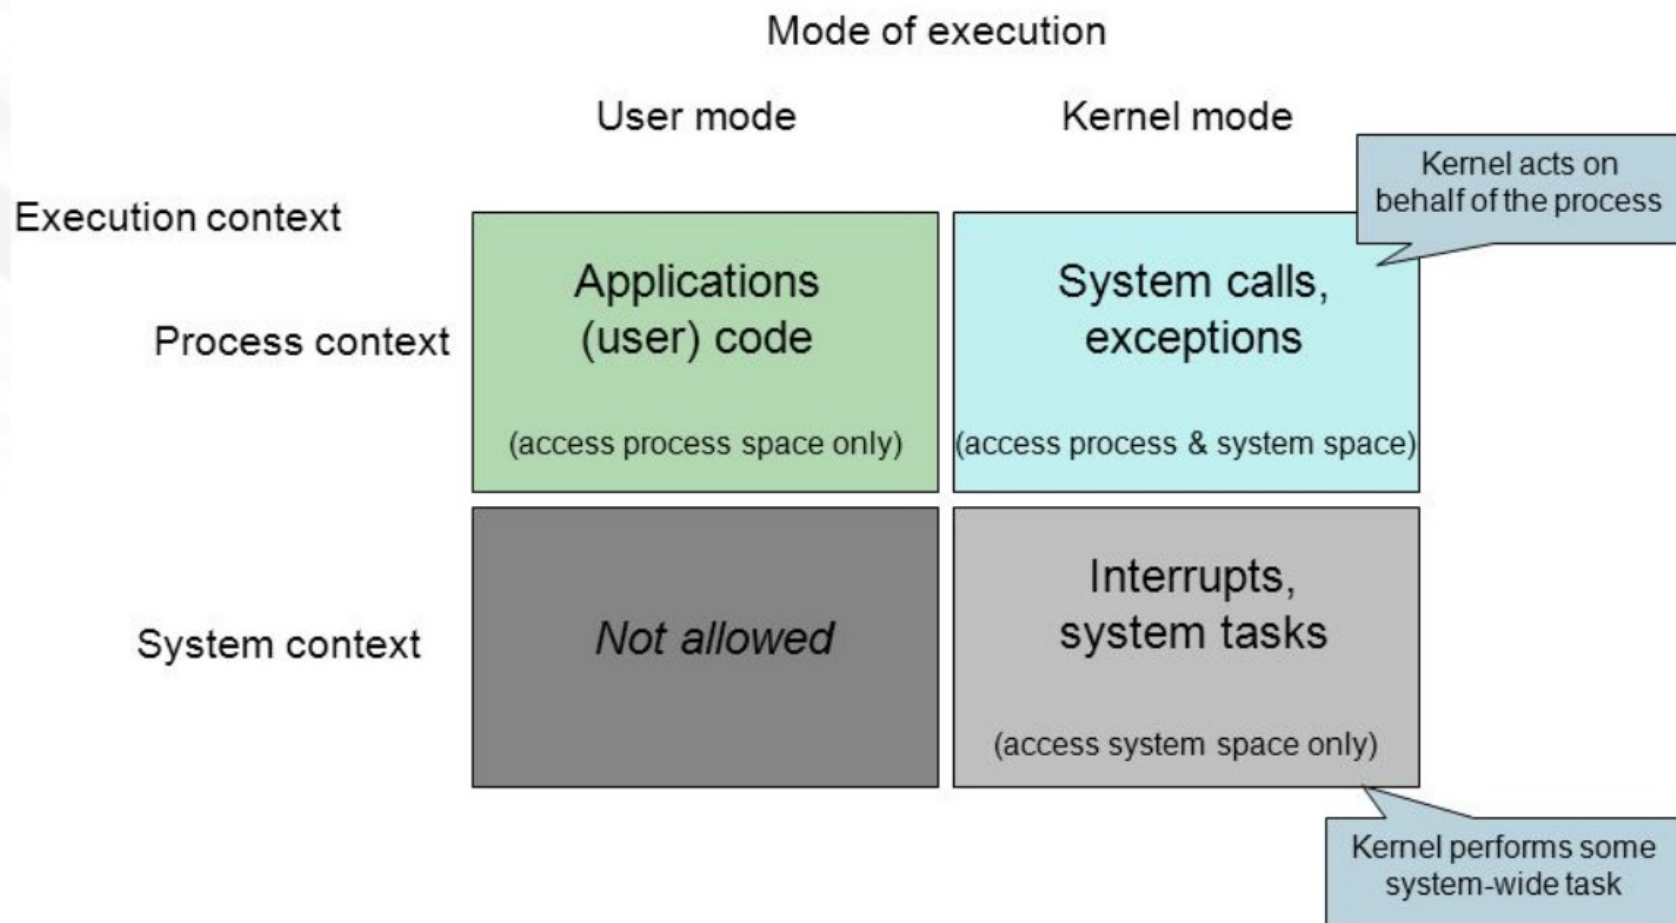 Mode of execution
User mode
Kernel mode
Kernel acts on
behalf of the process
Execution context
Process context
Applications
(user) code
(access process space only)
System calls,
exceptions
(access process & system space)
System context
Not allowed
Interrupts,
system tasks
(access system space only)
Kernel performs some
system-wide task